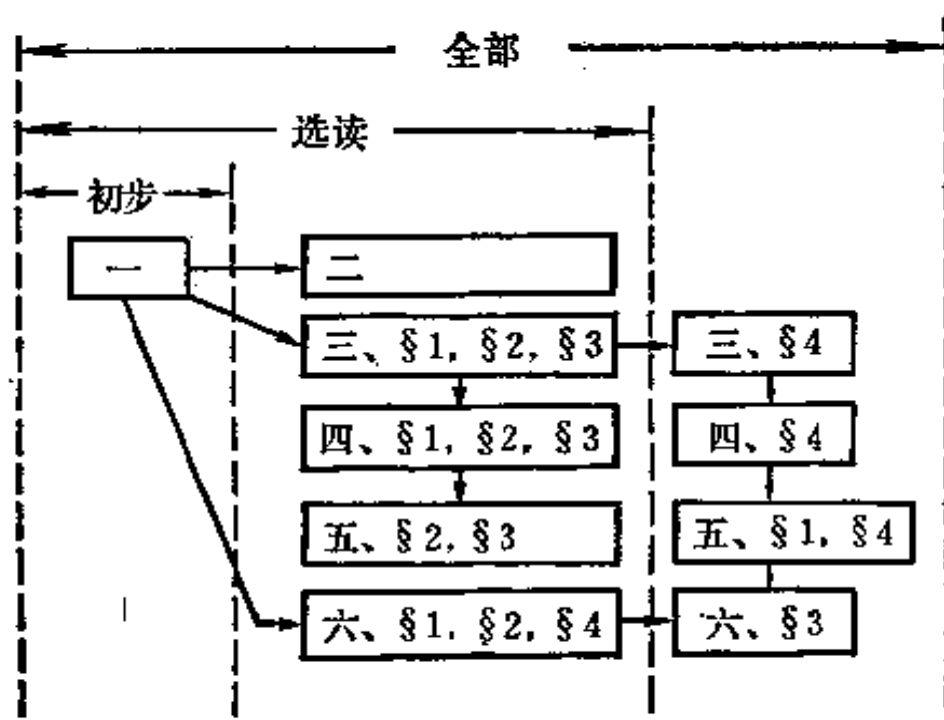 全部
选读
初步
一
二
三、§1, §2, §3
三、§4
四、§1, §2, §3
四、§4
五、§2, §3
五、§1, §4
六、§1, §2, §4
六、§3